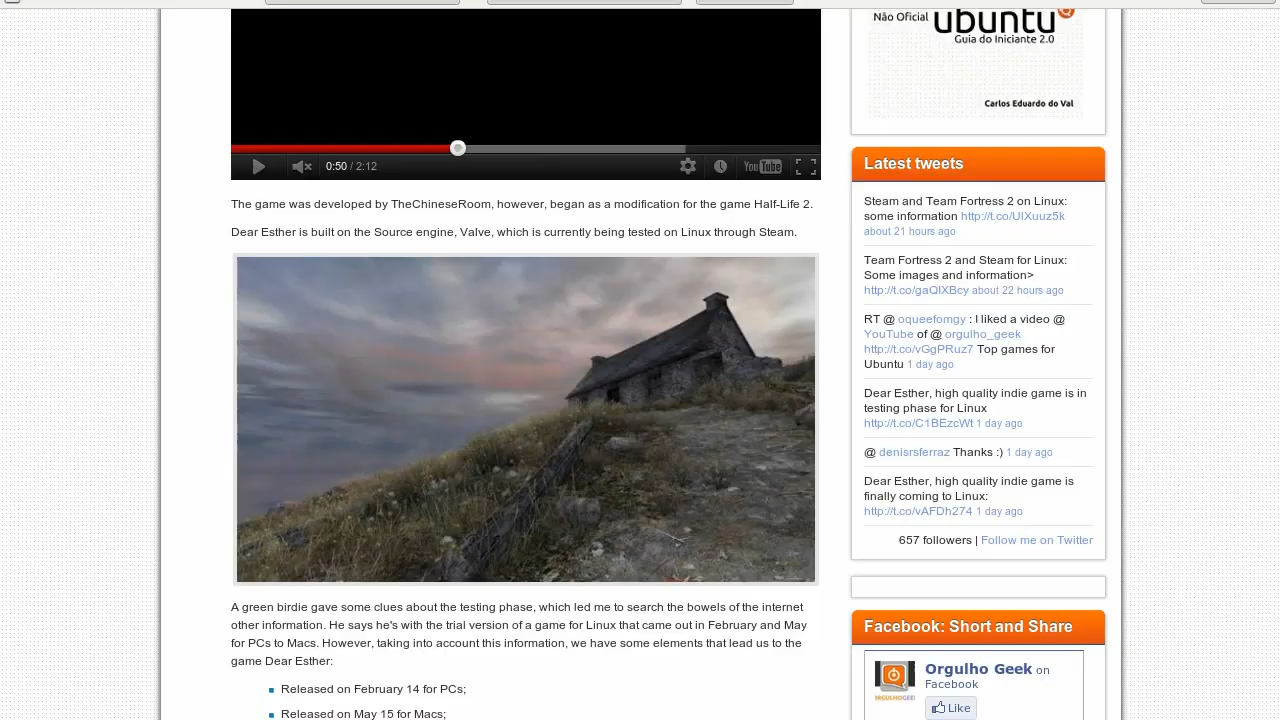 Não Oficial ubuntu
Guia do Iniciante 2.0
Carlos Eduardo do Val
0:50 / 2:12
YouTube
The game was developed by TheChineseRoom, however, began as a modification for the game Half-Life 2.
Dear Esther is built on the Source engine, Valve, which is currently being tested on Linux through Steam.
A green birdie gave some clues about the testing phase, which led me to search the bowels of the internet
other information. He says he's with the trial version of a game for Linux that came out in February and May
for PCs to Macs. However, taking into account this information, we have some elements that lead us to the
game Dear Esther:
Released on February 14 for PCs;
Released on May 15 for Macs;
Latest tweets
Steam and Team Fortress 2 on Linux:
some information http://t.co/UIXuuz5k
about 21 hours ago
Team Fortress 2 and Steam for Linux:
Some images and information>
http://t.co/gaQIXBcy about 22 hours ago
RT @ oqueefomgy : I liked a video @
YouTube of @ orgulho_geek
http://t.co/vGgPRuz7 Top games for
Ubuntu 1 day ago
Dear Esther, high quality indie game is in
testing phase for Linux
http://t.co/C1BEzcWt 1 day ago
@ denisrsferraz Thanks :) 1 day ago
Dear Esther, high quality indie game is
finally coming to Linux:
http://t.co/vAFDh274 1 day ago
657 followers | Follow me on Twitter
Facebook: Short and Share
ORGULHOGEEK
Orgulho Geek on
Facebook
Like